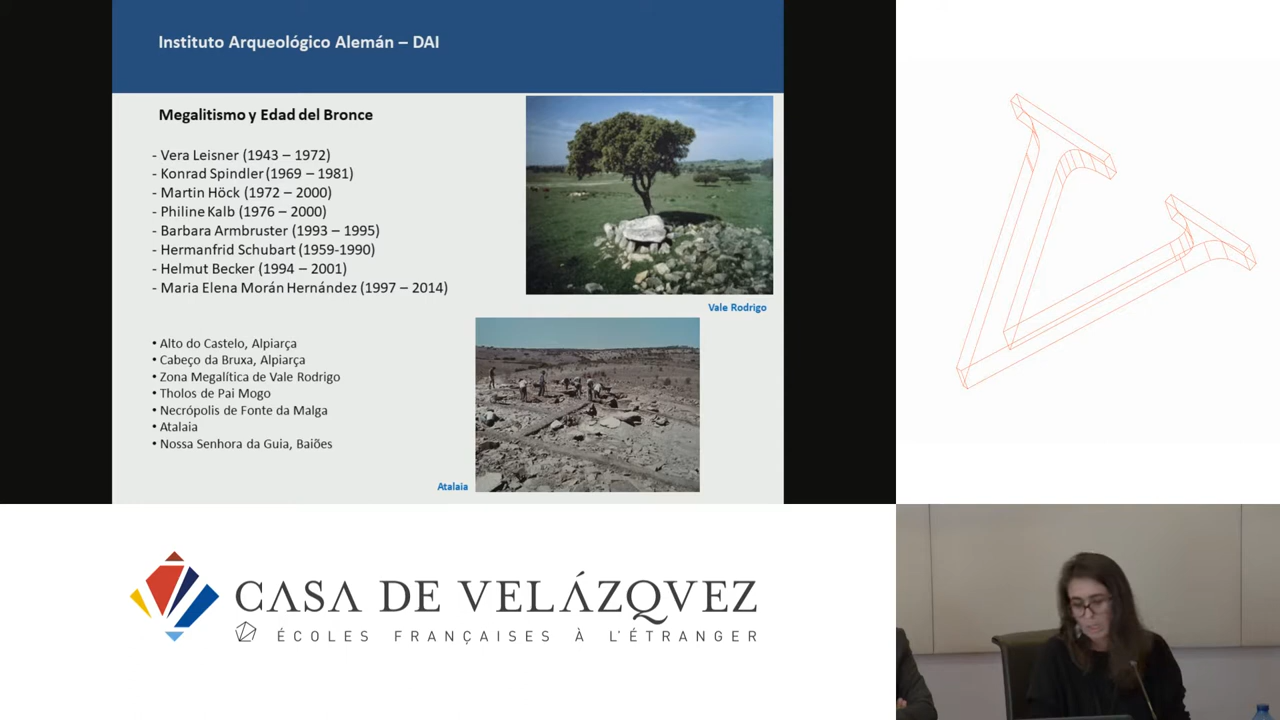 Instituto Arqueológico Alemán – DAI
Megalitismo y Edad del Bronce
- Vera Leisner (1943 – 1972)
- Konrad Spindler (1969 – 1981)
- Martin Höck (1972 – 2000)
- Philine Kalb (1976 – 2000)
- Barbara Armbruster (1993 – 1995)
- Hermanfrid Schubart (1959-1990)
- Helmut Becker (1994 – 2001)
- Maria Elena Morán Hernández (1997 – 2014)
Vale Rodrigo
• Alto do Castelo, Alpiarça
• Cabeço da Bruxa, Alpiarça
• Zona Megalítica de Vale Rodrigo
• Tholos de Pai Mogo
• Necrópolis de Fonte da Malga
• Atalaia
• Nossa Senhora da Guia, Baiões
Atalaia
CASA DE VELÁZQVEZ
ÉCOLES FRANÇAISES À L'ÉTRANGER